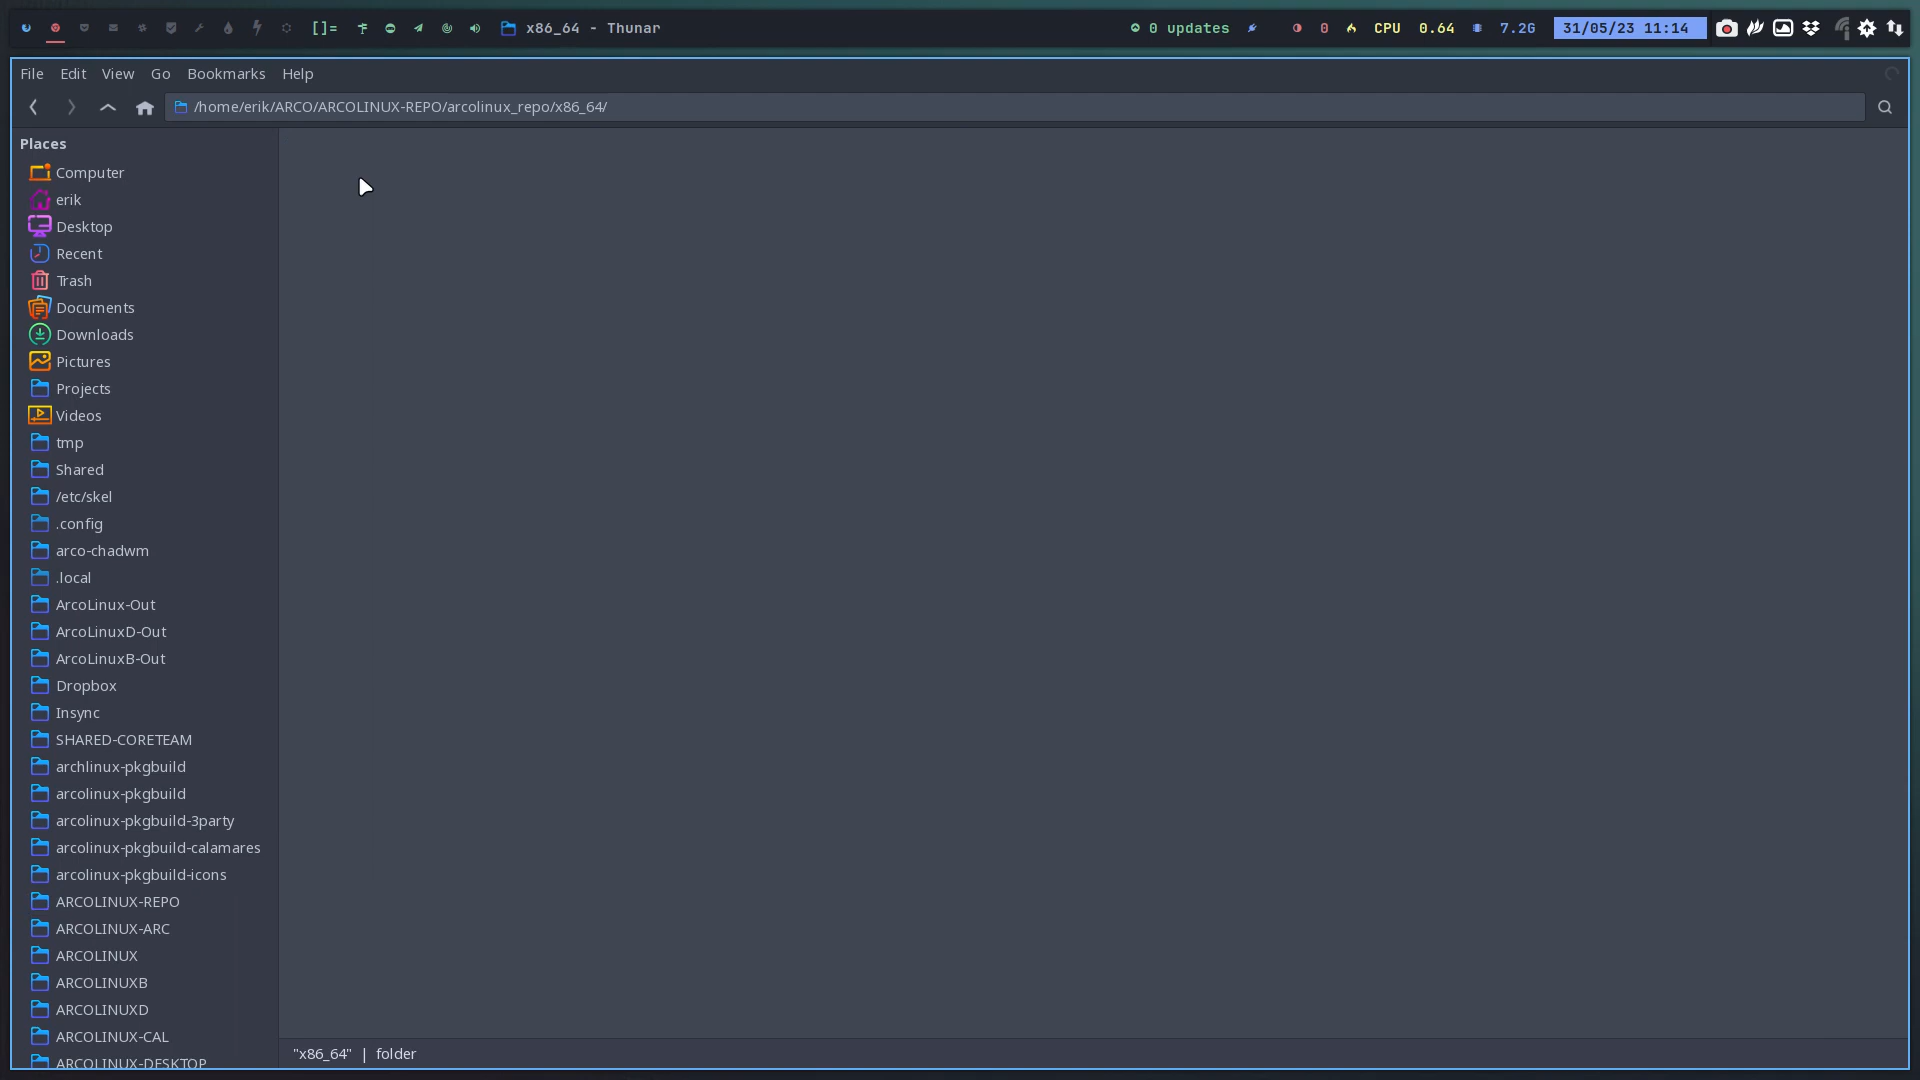 []= x86_64 - Thunar 0 updates 0 CPU 0.64 7.2G 31/05/23 11:14
File Edit View Go Bookmarks Help
/home/erik/ARCO/ARCOLINUX-REPO/arcolinux_repo/x86_64/
Places
Computer
erik
Desktop
Recent
Trash
Documents
Downloads
Pictures
Projects
Videos
tmp
Shared
/etc/skel
.config
arco-chadwm
.local
ArcoLinux-Out
ArcoLinuxD-Out
ArcoLinuxB-Out
Dropbox
Insync
SHARED-CORETEAM
archlinux-pkgbuild
arcolinux-pkgbuild
arcolinux-pkgbuild-3party
arcolinux-pkgbuild-calamares
arcolinux-pkgbuild-icons
ARCOLINUX-REPO
ARCOLINUX-ARC
ARCOLINUX
ARCOLINUXB
ARCOLINUXD
ARCOLINUX-CAL
ARCOLINUX-DESKTOP
"x86_64" | folder